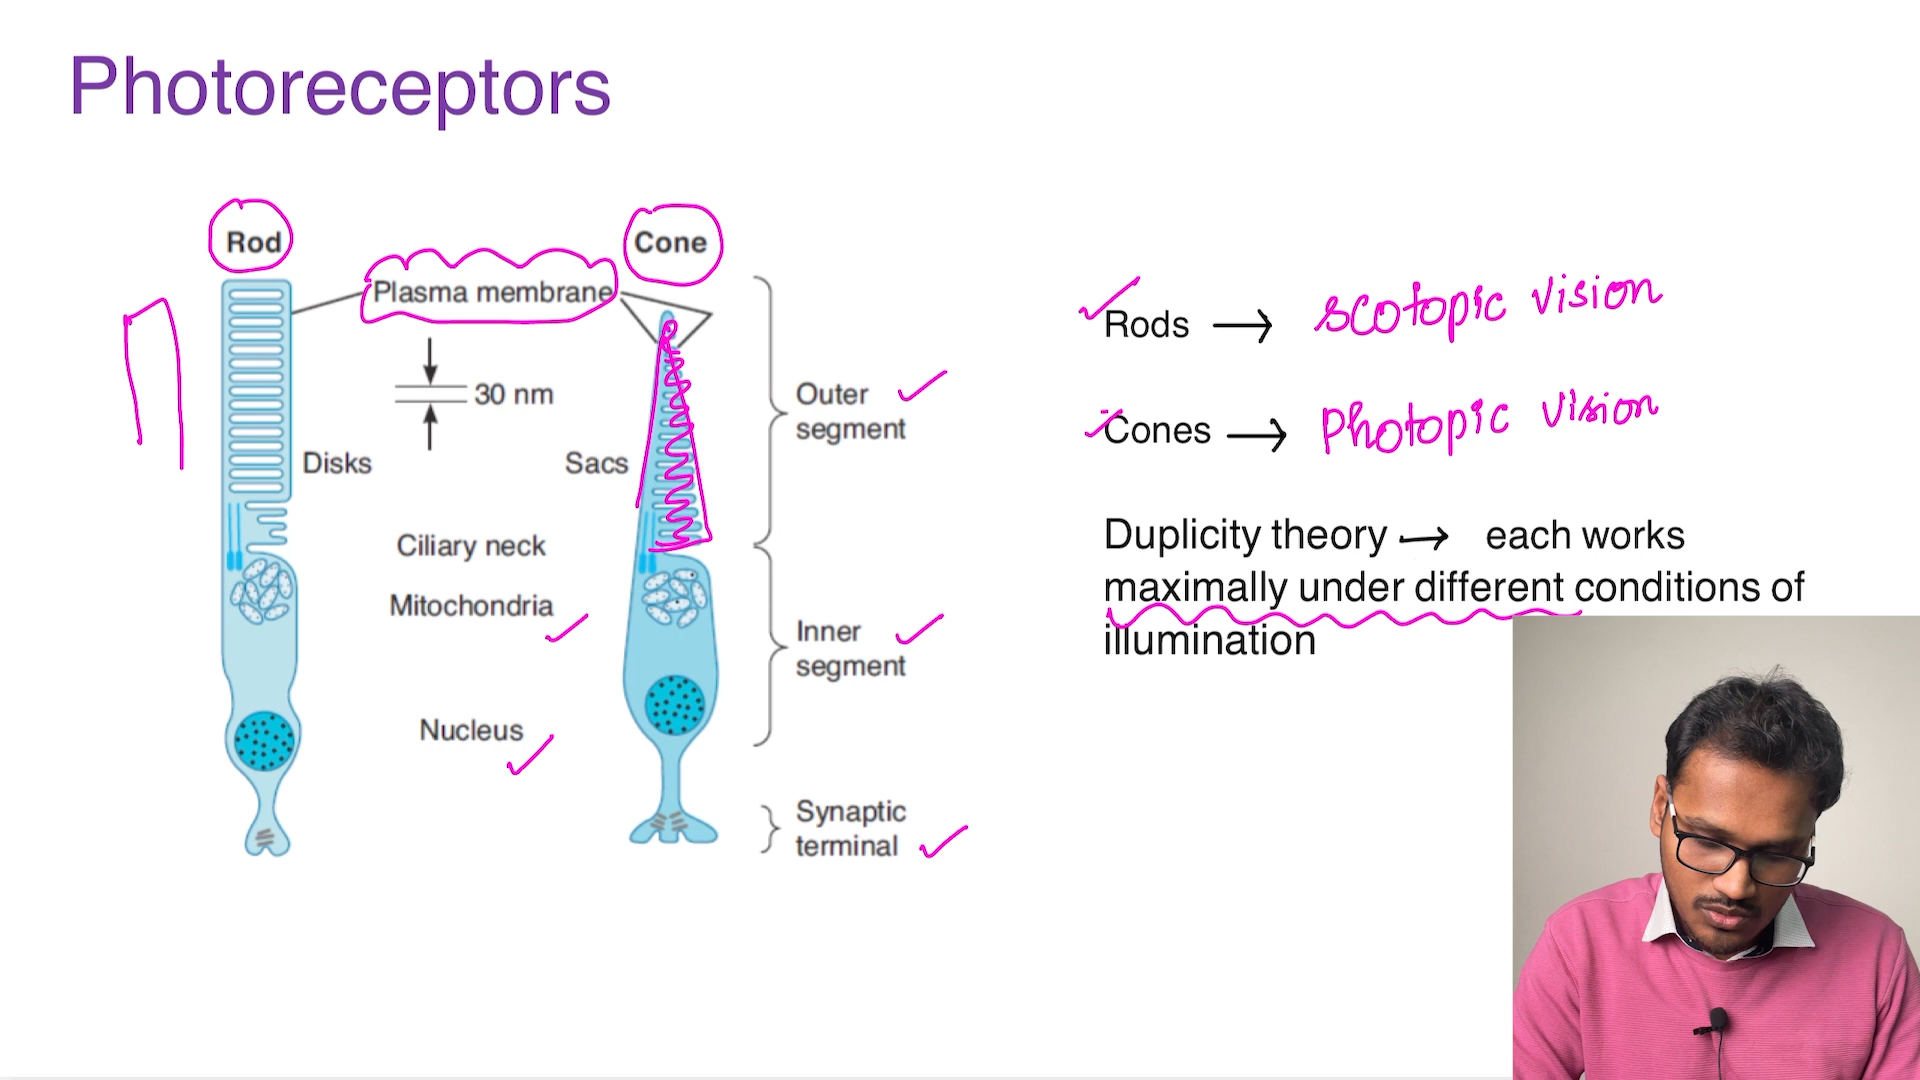 Photoreceptors
Rod
Cone
Plasma membrane
30 nm
Disks
Sacs
Ciliary neck
Mitochondria
Nucleus
Outer
segment
Inner
segment
Synaptic
terminal
Rods → scotopic vision
Cones → Photopic vision
Duplicity theory → each works
maximally under different conditions of
illumination